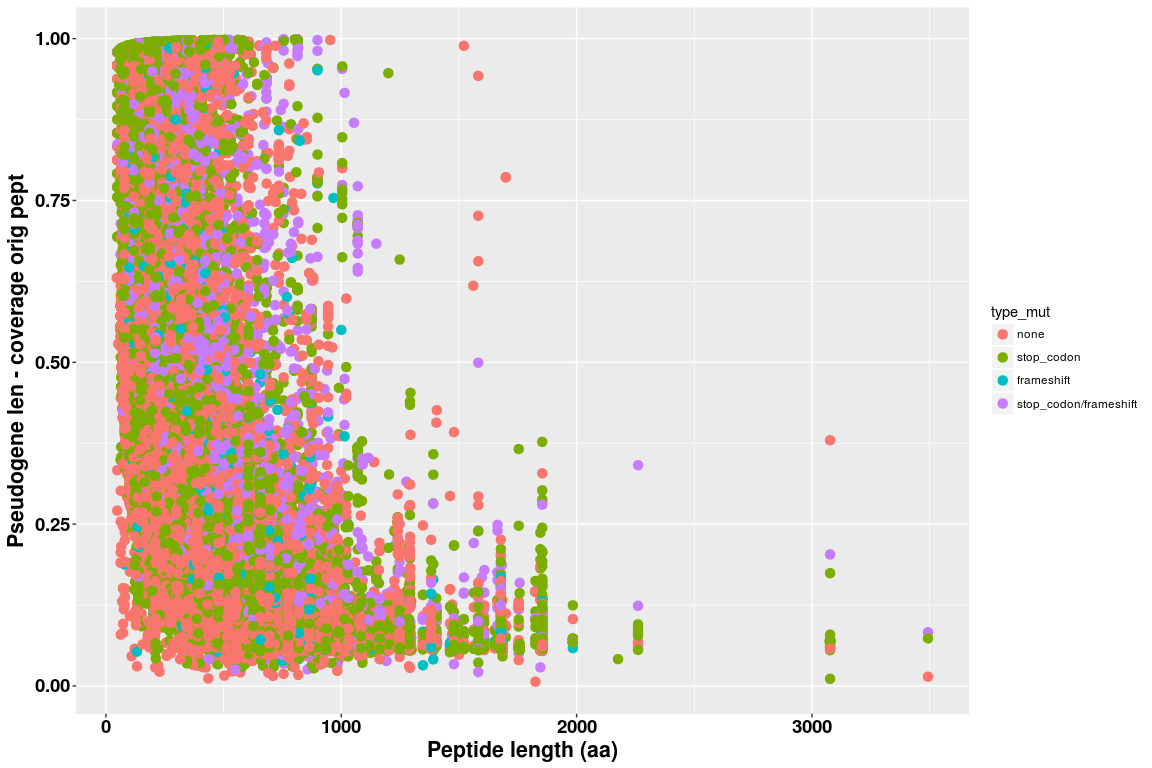 Pseudogene len - coverage orig pept
1.00
0.75
0.50
0.25
0.00
0
1000
2000
3000
Peptide length (aa)
type_mut
none
stop_codon
frameshift
stop_codon/frameshift